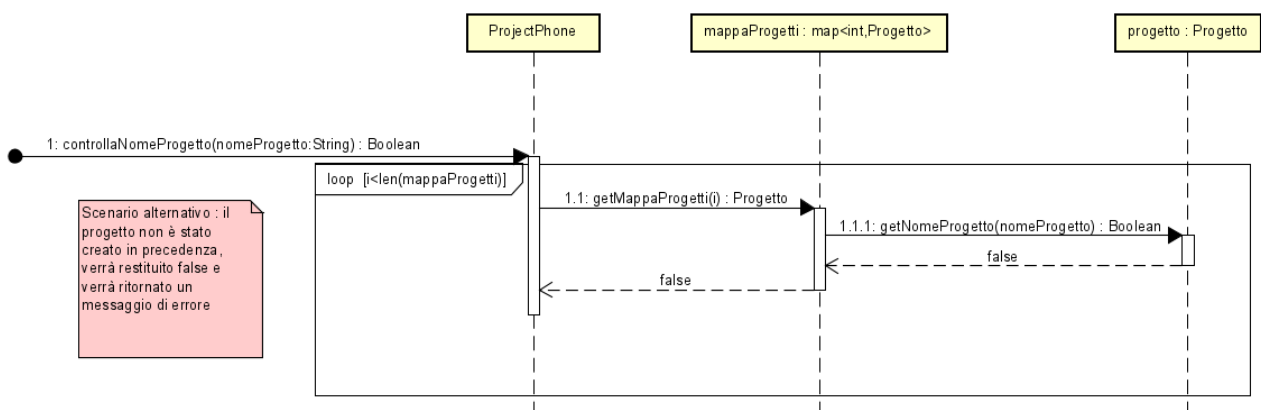 ProjectPhone
mappaProgetti : map<int,Progetto>
progetto : Progetto
1: controllaNomeProgetto(nomeProgetto:String) : Boolean
loop [i<len(mappaProgetti)]
1.1: getMappaProgetti(i) : Progetto
1.1.1: getNomeProgetto(nomeProgetto) : Boolean
false
false
Scenario alternativo : il
progetto non è stato
creato in precedenza,
verrà restituito false e
verrà ritornato un
messaggio di errore